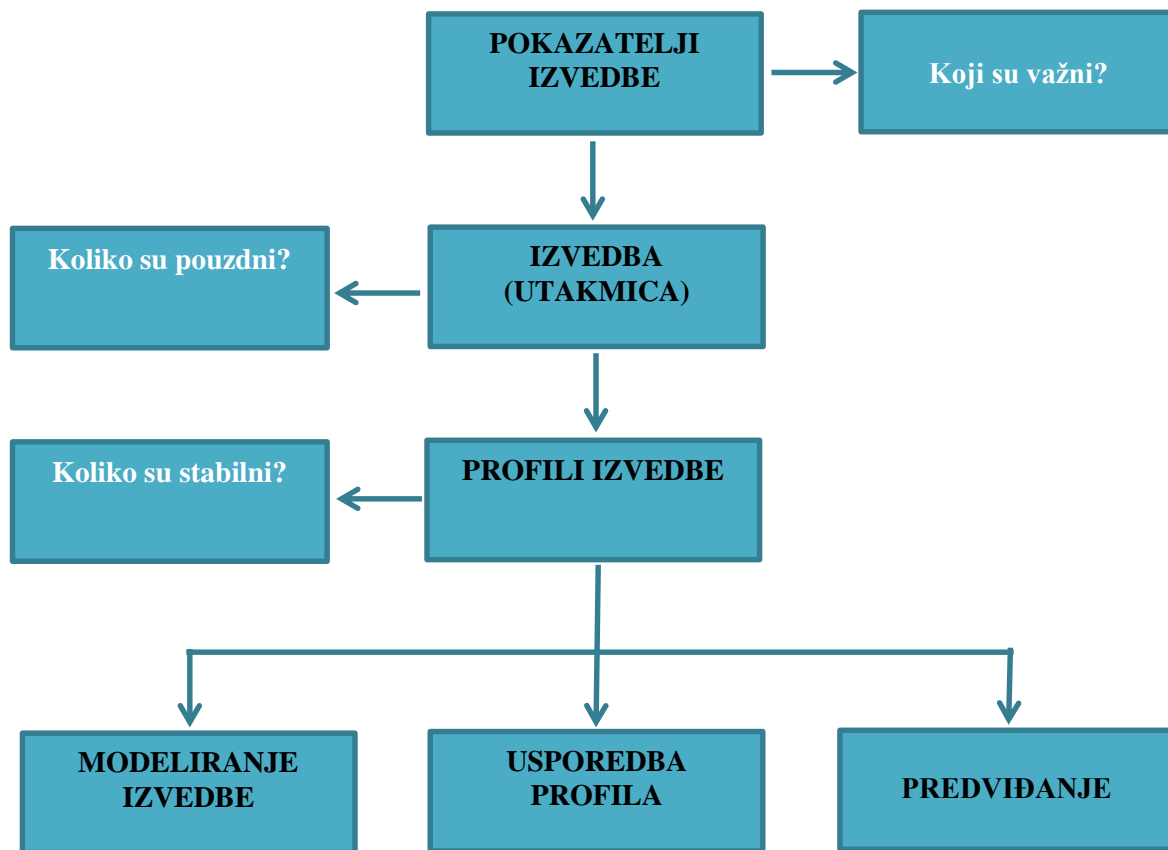 POKAZATELJI
IZVEDBE
Koji su važni?
Koliko su pouzdni?
IZVEDBA
(UTAKMICA)
Koliko su stabilni?
PROFILI IZVEDBE
MODELIRANJE
IZVEDBE
USPOREDBA
PROFILA
PREDVIĐANJE